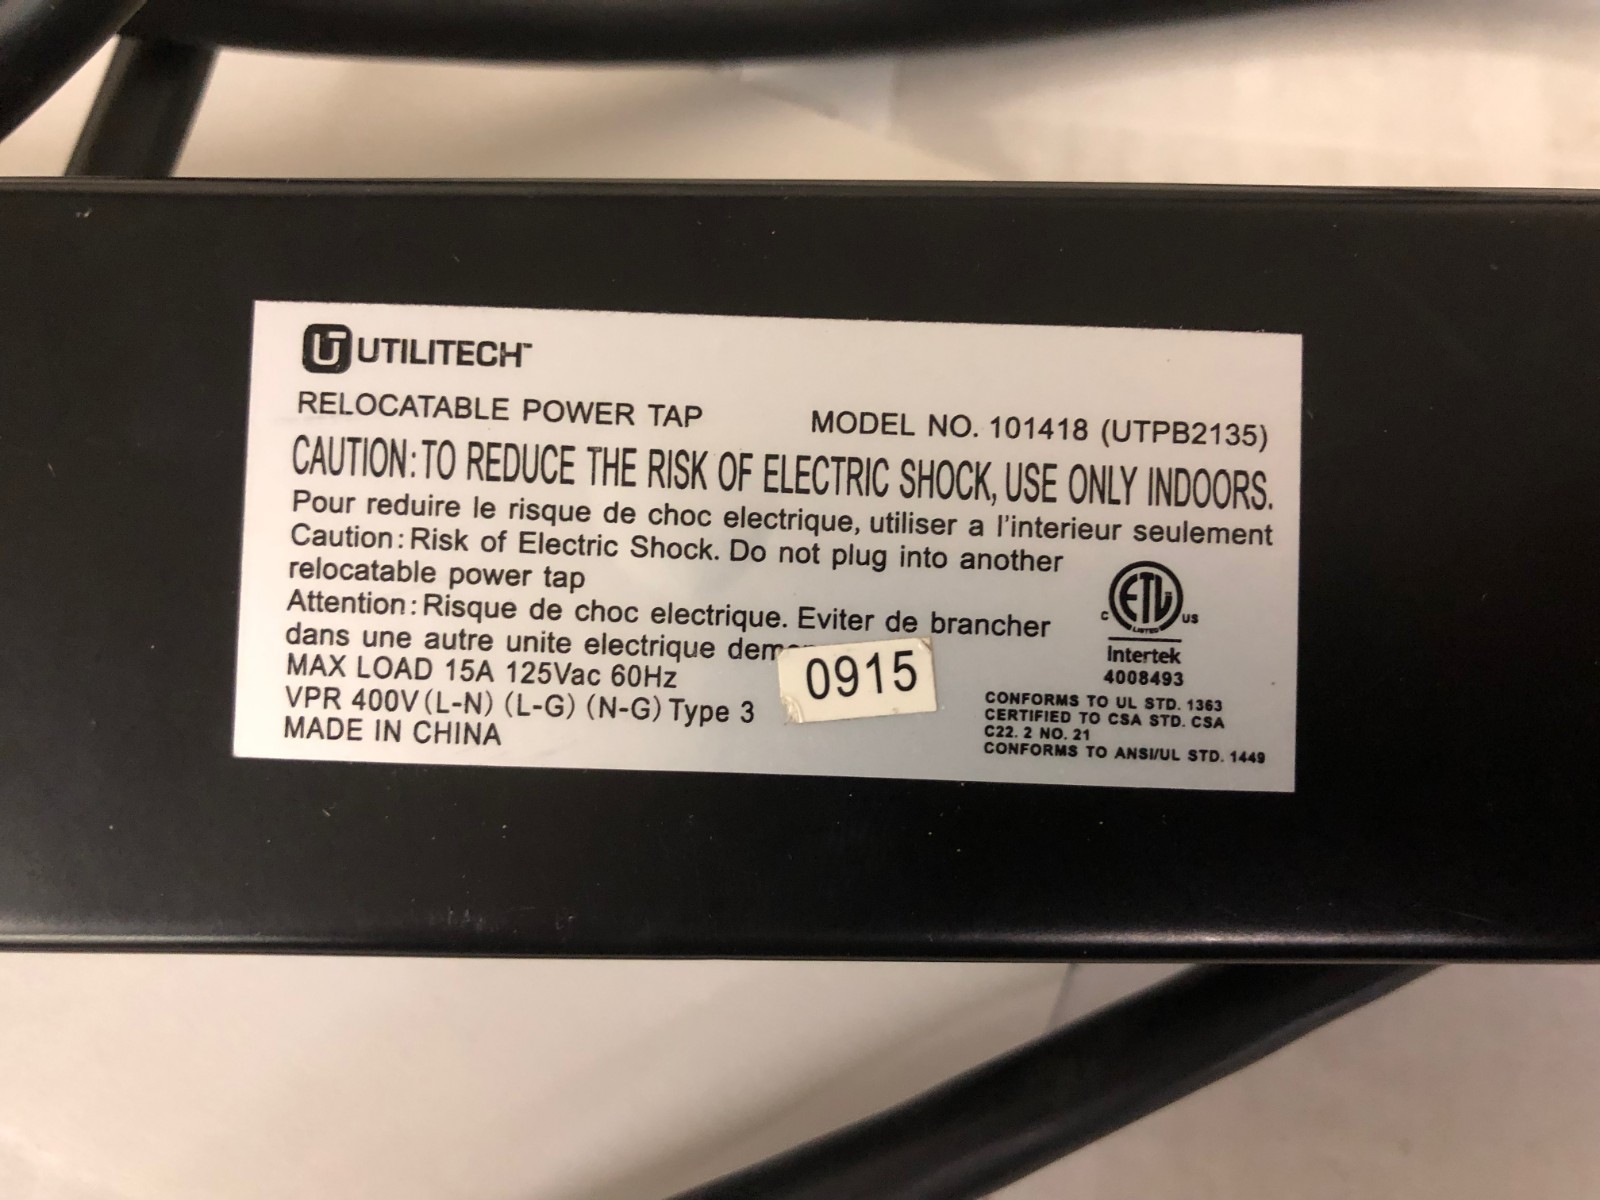 UTILITECH™
RELOCATABLE POWER TAP MODEL NO. 101418 (UTPB2135)
CAUTION: TO REDUCE THE RISK OF ELECTRIC SHOCK, USE ONLY INDOORS.
Pour reduire le risque de choc electrique, utiliser a l'interieur seulement
Caution: Risk of Electric Shock. Do not plug into another
relocatable power tap
Attention: Risque de choc electrique. Eviter de brancher
dans une autre unite electrique
MAX LOAD 15A 125Vac 60Hz
VPR 400V (L-N) (L-G) (N-G) Type 3
MADE IN CHINA
0915
C ETL US
LISTED
Intertek
4008493
CONFORMS TO UL STD. 1363
CERTIFIED TO CSA STD. CSA
C22. 2 NO. 21
CONFORMS TO ANSI/UL STD. 1449